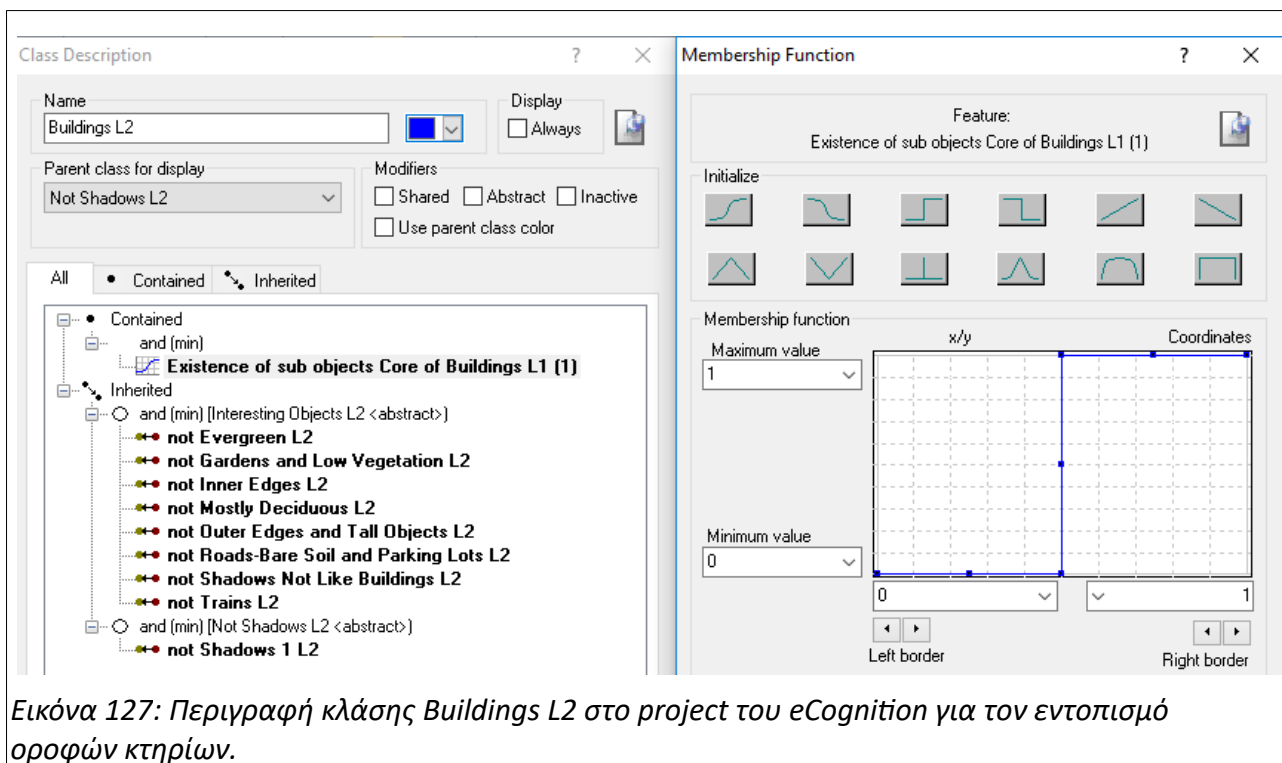 Class Description
?
Name
Buildings L2
Display
Always
Parent class for display
Not Shadows L2
Modifiers
Shared
Abstract
Inactive
Use parent class color
All
Contained
Inherited
Contained
and (min)
Existence of sub objects Core of Buildings L1 (1)
Inherited
and (min) [Interesting Objects L2 <abstract>)
not Evergreen L2
not Gardens and Low Vegetation L2
not Inner Edges L2
not Mostly Deciduous L2
not Outer Edges and Tall Objects L2
not Roads-Bare Soil and Parking Lots L2
not Shadows Not Like Buildings L2
not Trains L2
and (min) [Not Shadows L2 <abstract>)
not Shadows 1 L2
Membership Function
?
Feature:
Existence of sub objects Core of Buildings L1 (1)
Initialize
Membership function
Maximum value
1
x/y
Coordinates
Minimum value
0
0
1
Left border
Right border
Εικόνα 127: Περιγραφή κλάσης Buildings L2 στο project του eCognition για τον εντοπισμό
οροφών κτηρίων.